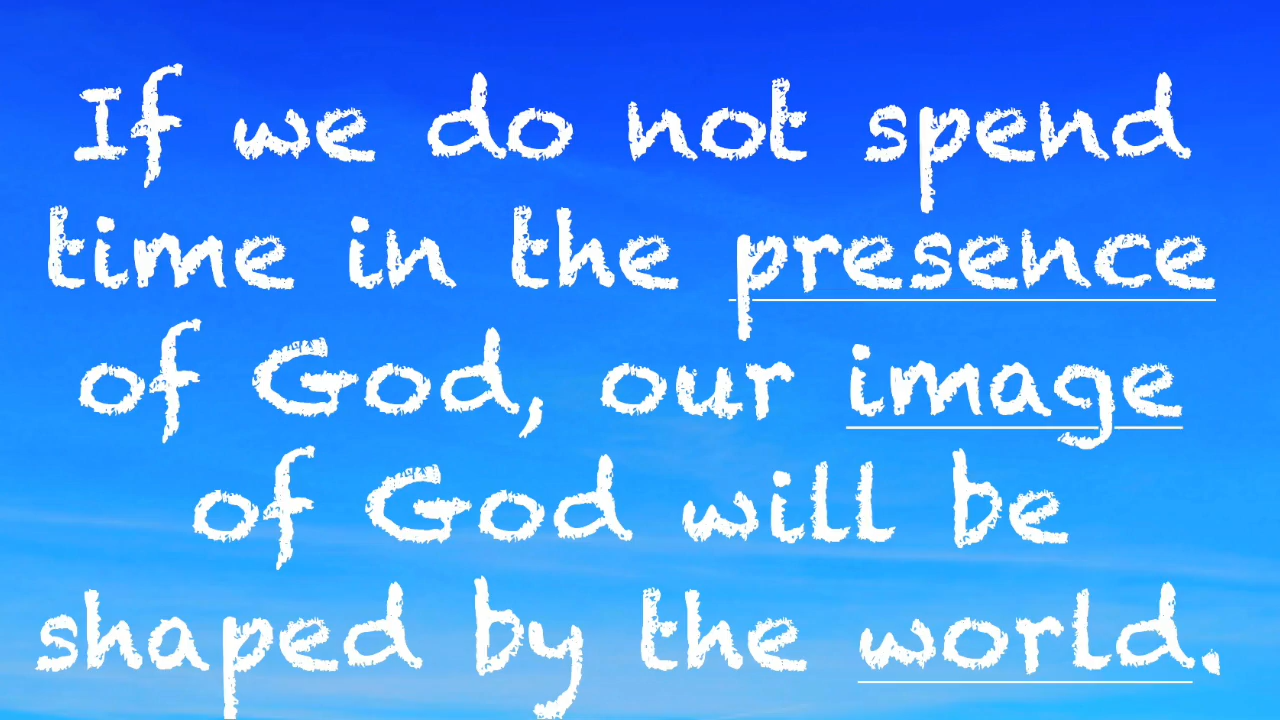 If we do not spend
time in the presence
of God, our image
of God will be
shaped by the world.